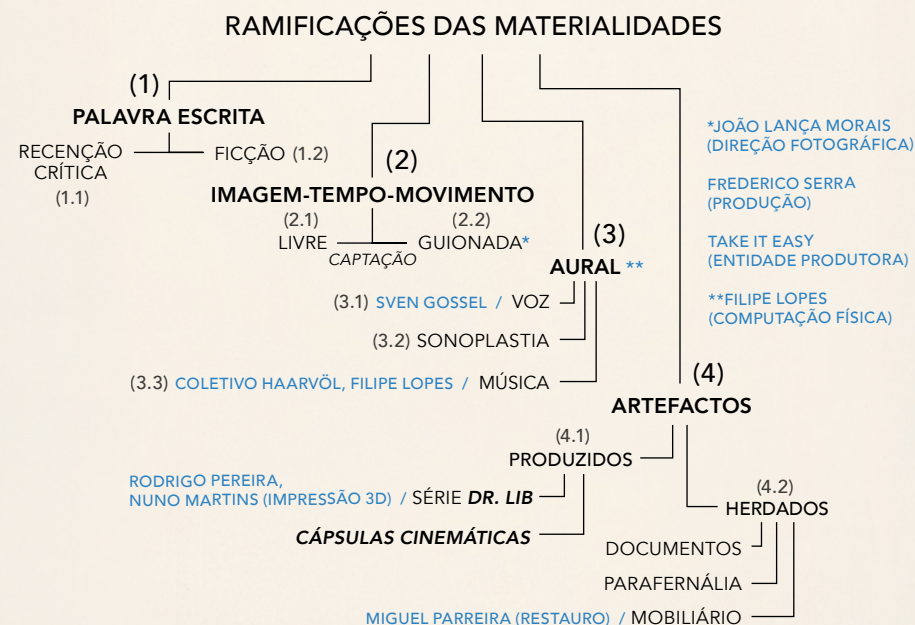 RAMIFICAÇÕES DAS MATERIALIDADES
(1)
PALAVRA ESCRITA
RECENÇÃO
CRÍTICA
(1.1)
FICÇÃO (1.2)
(2)
IMAGEM-TEMPO-MOVIMENTO
(2.1)
LIVRE
CAPTAÇÃO
(2.2)
GUIONADA*
(3)
AURAL **
(3.1) SVEN GOSSEL / VOZ
(3.2) SONOPLASTIA
(3.3) COLETIVO HAARVÖL, FILIPE LOPES / MÚSICA
(4)
ARTEFACTOS
(4.1)
PRODUZIDOS
RODRIGO PEREIRA,
NUNO MARTINS (IMPRESSÃO 3D) / SÉRIE DR. LIB
CÁPSULAS CINEMÁTICAS
(4.2)
HERDADOS
DOCUMENTOS
PARAFERNÁLIA
MIGUEL PARREIRA (RESTAURO) / MOBILIÁRIO
*JOÃO LANÇA MORAIS
(DIREÇÃO FOTOGRÁFICA)
FREDERICO SERRA
(PRODUÇÃO)
TAKE IT EASY
(ENTIDADE PRODUTORA)
**FILIPE LOPES
(COMPUTAÇÃO FÍSICA)